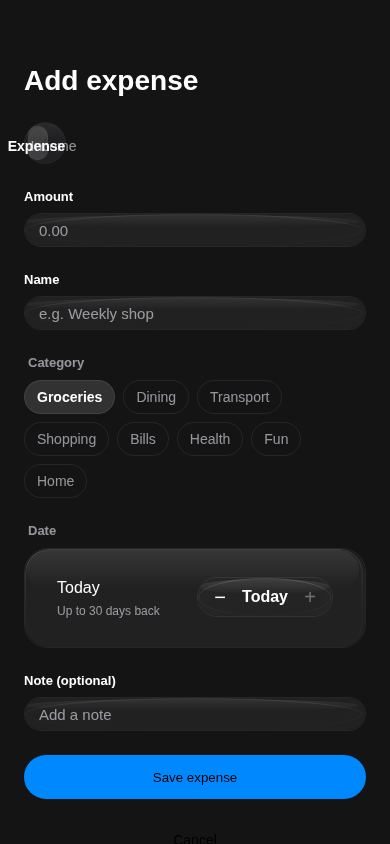 Add expense
Expense
Amount
0.00
Name
e.g. Weekly shop
Category
Groceries Dining Transport
Shopping Bills Health Fun
Home
Date
Today
Up to 30 days back
− Today +
Note (optional)
Add a note
Save expense
Cancel